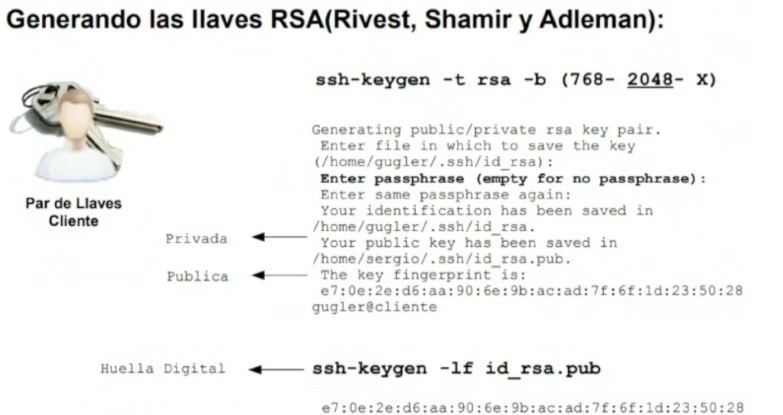 Generando las llaves RSA(Rivest, Shamir y Adleman):
ssh-keygen -t rsa -b (768- 2048- X)
Generating public/private rsa key pair.
Enter file in which to save the key
(/home/gugler/.ssh/id_rsa):
Enter passphrase (empty for no passphrase):
Enter same passphrase again:
Your identification has been saved in
/home/gugler/.ssh/id_rsa.
Your public key has been saved in
/home/sergio/.ssh/id_rsa.pub.
The key fingerprint is:
e7:0e:2e:d6:aa:90:6e:9b:ac:ad:7f:6f:1d:23:50:28
gugler@cliente
Par de Llaves
Cliente
Privada
Publica
Huella Digital
ssh-keygen -lf id_rsa.pub
e7:0e:2e:d6:aa:90:6e:9b:ac:ad:7f:6f:1d:23:50:28